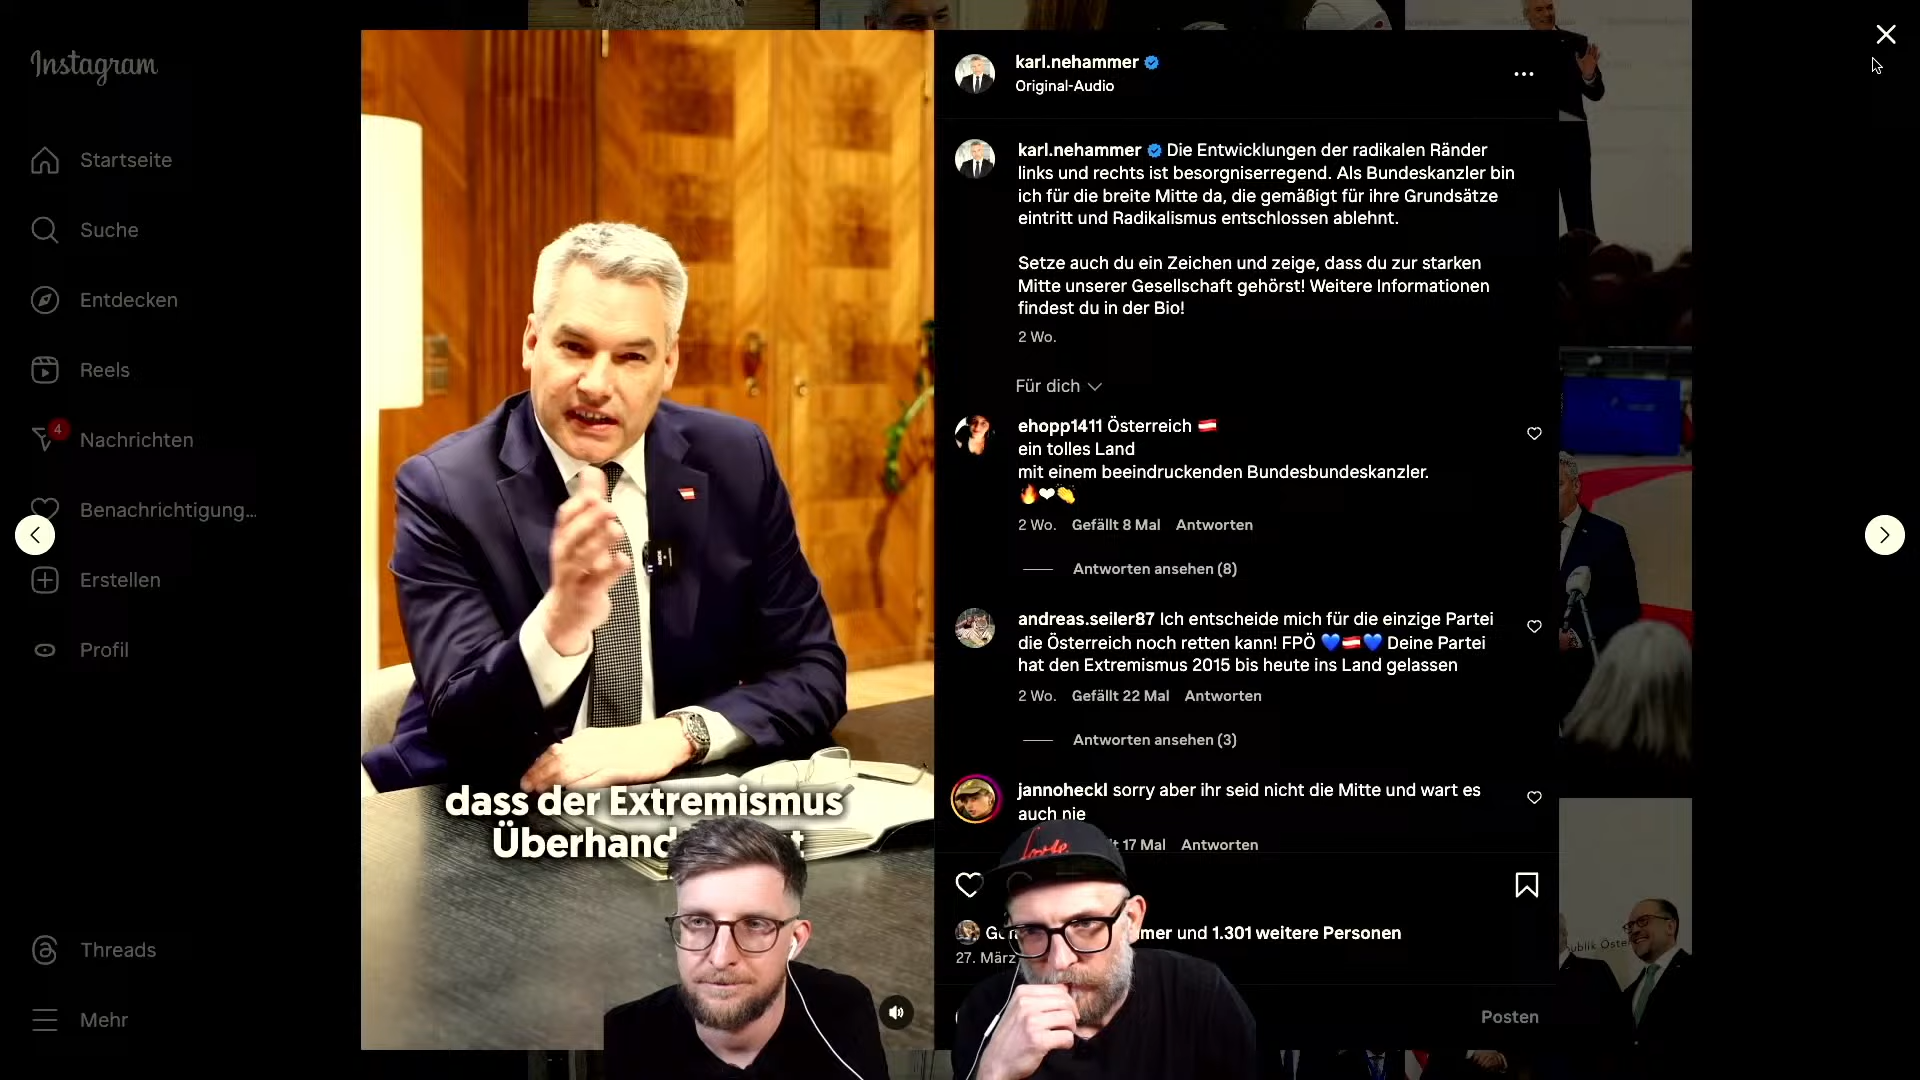 Instagram
Startseite
Suche
Entdecken
Reels
4
Nachrichten
Benachrichtigung...
Erstellen
Profil
Threads
Mehr
dass der Extremismus
karl.nehammer
Original-Audio
karl.nehammer Die Entwicklungen der radikalen Ränder
links und rechts ist besorgniserregend. Als Bundeskanzler bin
ich für die breite Mitte da, die gemäßigt für ihre Grundsätze
eintritt und Radikalismus entschlossen ablehnt.
Setze auch du ein Zeichen und zeige, dass du zur starken
Mitte unserer Gesellschaft gehörst! Weitere Informationen
findest du in der Bio!
2 Wo.
Für dich
ehopp1411 Österreich 🇦🇹
ein tolles Land
mit einem beeindruckenden Bundesbundeskanzler.
🔥❤👏
2 Wo. Gefällt 8 Mal Antworten
Antworten ansehen (8)
andreas.seiler87 Ich entscheide mich für die einzige Partei
die Österreich noch retten kann! FPÖ 💙🇦🇹💙 Deine Partei
hat den Extremismus 2015 bis heute ins Land gelassen
2 Wo. Gefällt 22 Mal Antworten
Antworten ansehen (3)
jannoheckl sorry aber ihr seid nicht die Mitte und wart es
auch nie
17 Mal Antworten
und 1.301 weitere Personen
27. März
Posten